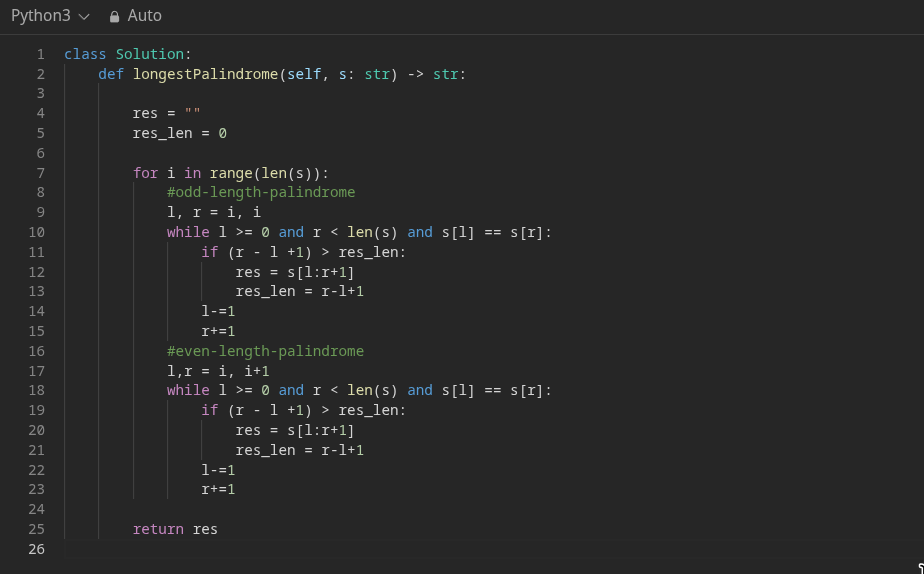 Python3 Auto
1 class Solution:
2     def longestPalindrome(self, s: str) -> str:
3
4         res = ""
5         res_len = 0
6
7         for i in range(len(s)):
8             #odd-length-palindrome
9             l, r = i, i
10             while l >= 0 and r < len(s) and s[l] == s[r]:
11                 if (r - l +1) > res_len:
12                     res = s[l:r+1]
13                     res_len = r-l+1
14                 l-=1
15                 r+=1
16             #even-length-palindrome
17             l,r = i, i+1
18             while l >= 0 and r < len(s) and s[l] == s[r]:
19                 if (r - l +1) > res_len:
20                     res = s[l:r+1]
21                     res_len = r-l+1
22                 l-=1
23                 r+=1
24
25         return res
26